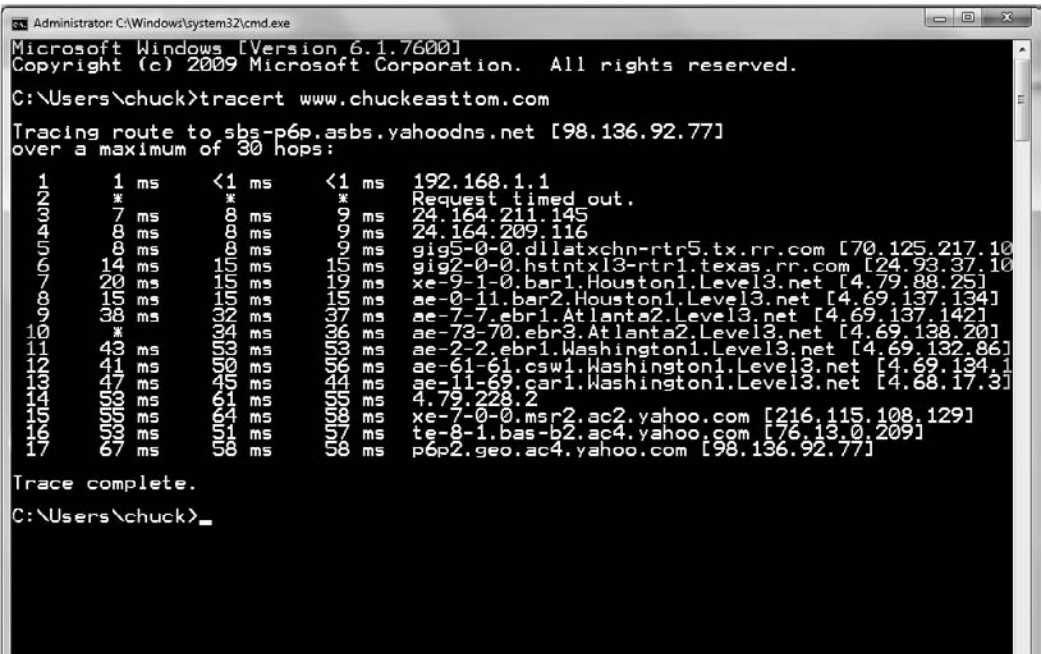 Administrator: C:\Windows\system32\cmd.exe
Microsoft Windows [Version 6.1.7600]
Copyright (c) 2009 Microsoft Corporation.  All rights reserved.
C:\Users\chuck>tracert www.chuckeasttom.com
Tracing route to sbs-p6p.asbs.yahoodns.net [98.136.92.77]
over a maximum of 30 hops:
1 1 ms <1 ms <1 ms 192.168.1.1
2 * * * Request timed out.
3 7 ms 8 ms 9 ms 24.164.211.145
4 8 ms 8 ms 9 ms 24.164.209.116
5 8 ms 8 ms 9 ms gig5-0-0.dllatxchn-rtr5.tx.rr.com [70.125.217.10
6 14 ms 15 ms 15 ms gig2-0-0.hstntxl3-rtr1.texas.rr.com [24.93.37.10
7 20 ms 15 ms 19 ms xe-9-1-0.bar1.Houston1.Level3.net [4.79.88.25]
8 15 ms 15 ms 15 ms ae-0-11.bar2.Houston1.Level3.net [4.69.137.134]
9 38 ms 32 ms 37 ms ae-7-7.ebr1.Atlanta2.Level3.net [4.69.137.142]
10 * 34 ms 36 ms ae-73-70.ebr3.Atlanta2.Level3.net [4.69.138.20]
11 43 ms 53 ms 53 ms ae-2-2.ebr1.Washington1.Level3.net [4.69.132.86]
12 41 ms 50 ms 56 ms ae-61-61.csw1.Washington1.Level3.net [4.69.134.1
13 47 ms 45 ms 44 ms ae-11-69.car1.Washington1.Level3.net [4.68.17.3]
14 53 ms 61 ms 55 ms 4.79.228.2
15 55 ms 64 ms 58 ms xe-7-0-0.msr2.ac2.yahoo.com [216.115.108.129]
16 53 ms 51 ms 57 ms te-8-1.bas-b2.ac4.yahoo.com [76.13.0.209]
17 67 ms 58 ms 58 ms p6p2.geo.ac4.yahoo.com [98.136.92.77]
Trace complete.
C:\Users\chuck>_